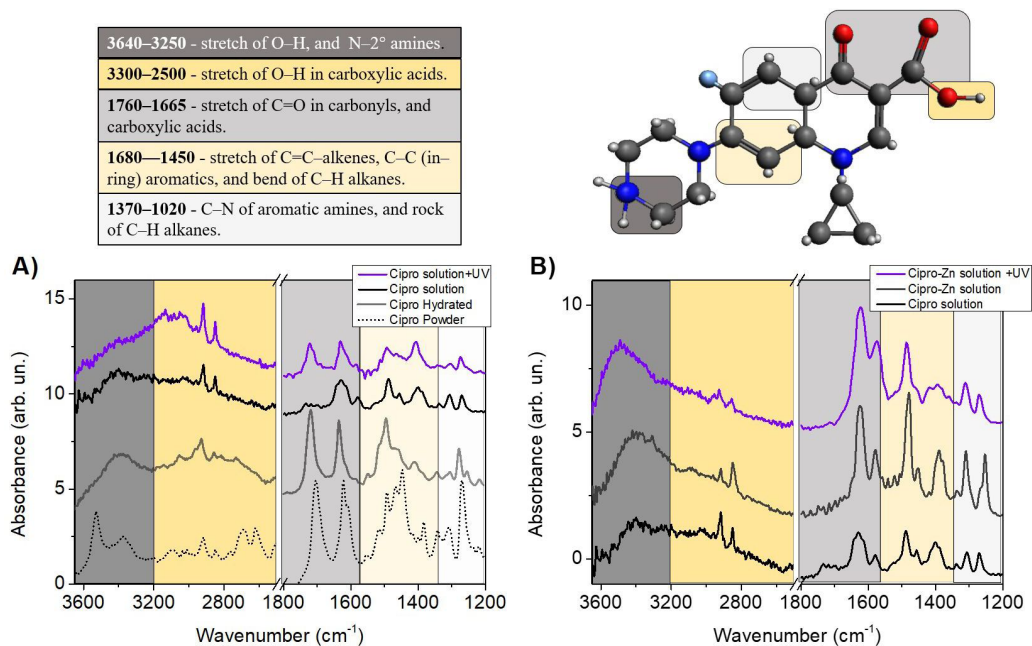 3640–3250 - stretch of O–H, and N–2° amines.
3300–2500 - stretch of O–H in carboxylic acids.
1760–1665 - stretch of C=O in carbonyls, and
carboxylic acids.
1680—1450 - stretch of C=C–alkenes, C–C (in–
ring) aromatics, and bend of C–H alkanes.
1370–1020 - C–N of aromatic amines, and rock
of C–H alkanes.
A)
Cipro solution+UV
Cipro solution
Cipro Hydrated
Cipro Powder
15
10
5
0
Absorbance (arb. un.)
3600 2800 1600 1400 1200
Wavenumber (cm⁻¹)
B)
Cipro-Zn solution +UV
Cipro-Zn solution
Cipro solution
10
5
0
Absorbance (arb. un.)
3600 2800 1600 1400 1200
Wavenumber (cm⁻¹)